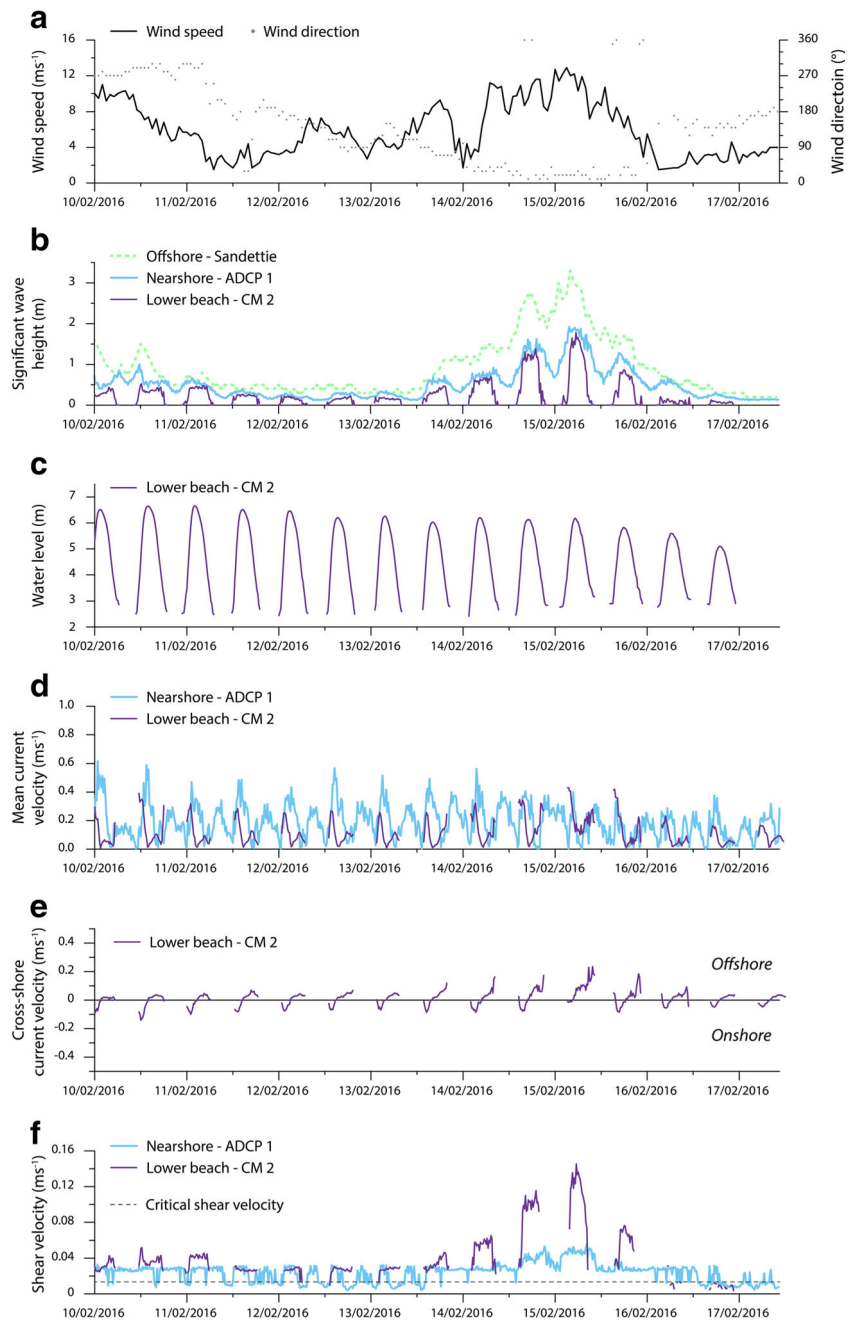 a
Wind speed
Wind direction
Wind speed (ms⁻¹)
16
12
8
4
0
360
270
180
90
0
Wind directoin (°)
10/02/2016 11/02/2016 12/02/2016 13/02/2016 14/02/2016 15/02/2016 16/02/2016 17/02/2016
b
Offshore - Sandettie
Nearshore - ADCP 1
Lower beach - CM 2
Significant wave
height (m)
3
2
1
0
10/02/2016 11/02/2016 12/02/2016 13/02/2016 14/02/2016 15/02/2016 16/02/2016 17/02/2016
c
Lower beach - CM 2
Water level (m)
7
6
5
4
3
2
10/02/2016 11/02/2016 12/02/2016 13/02/2016 14/02/2016 15/02/2016 16/02/2016 17/02/2016
d
Nearshore - ADCP 1
Lower beach - CM 2
Mean current
velocity (ms⁻¹)
1.0
0.8
0.6
0.4
0.2
0.0
10/02/2016 11/02/2016 12/02/2016 13/02/2016 14/02/2016 15/02/2016 16/02/2016 17/02/2016
e
Lower beach - CM 2
Cross-shore
current velocity (ms⁻¹)
0.4
0.2
0
-0.2
-0.4
Offshore
Onshore
10/02/2016 11/02/2016 12/02/2016 13/02/2016 14/02/2016 15/02/2016 16/02/2016 17/02/2016
f
Nearshore - ADCP 1
Lower beach - CM 2
Critical shear velocity
Shear velocity (ms⁻¹)
0.16
0.12
0.08
0.04
0
10/02/2016 11/02/2016 12/02/2016 13/02/2016 14/02/2016 15/02/2016 16/02/2016 17/02/2016